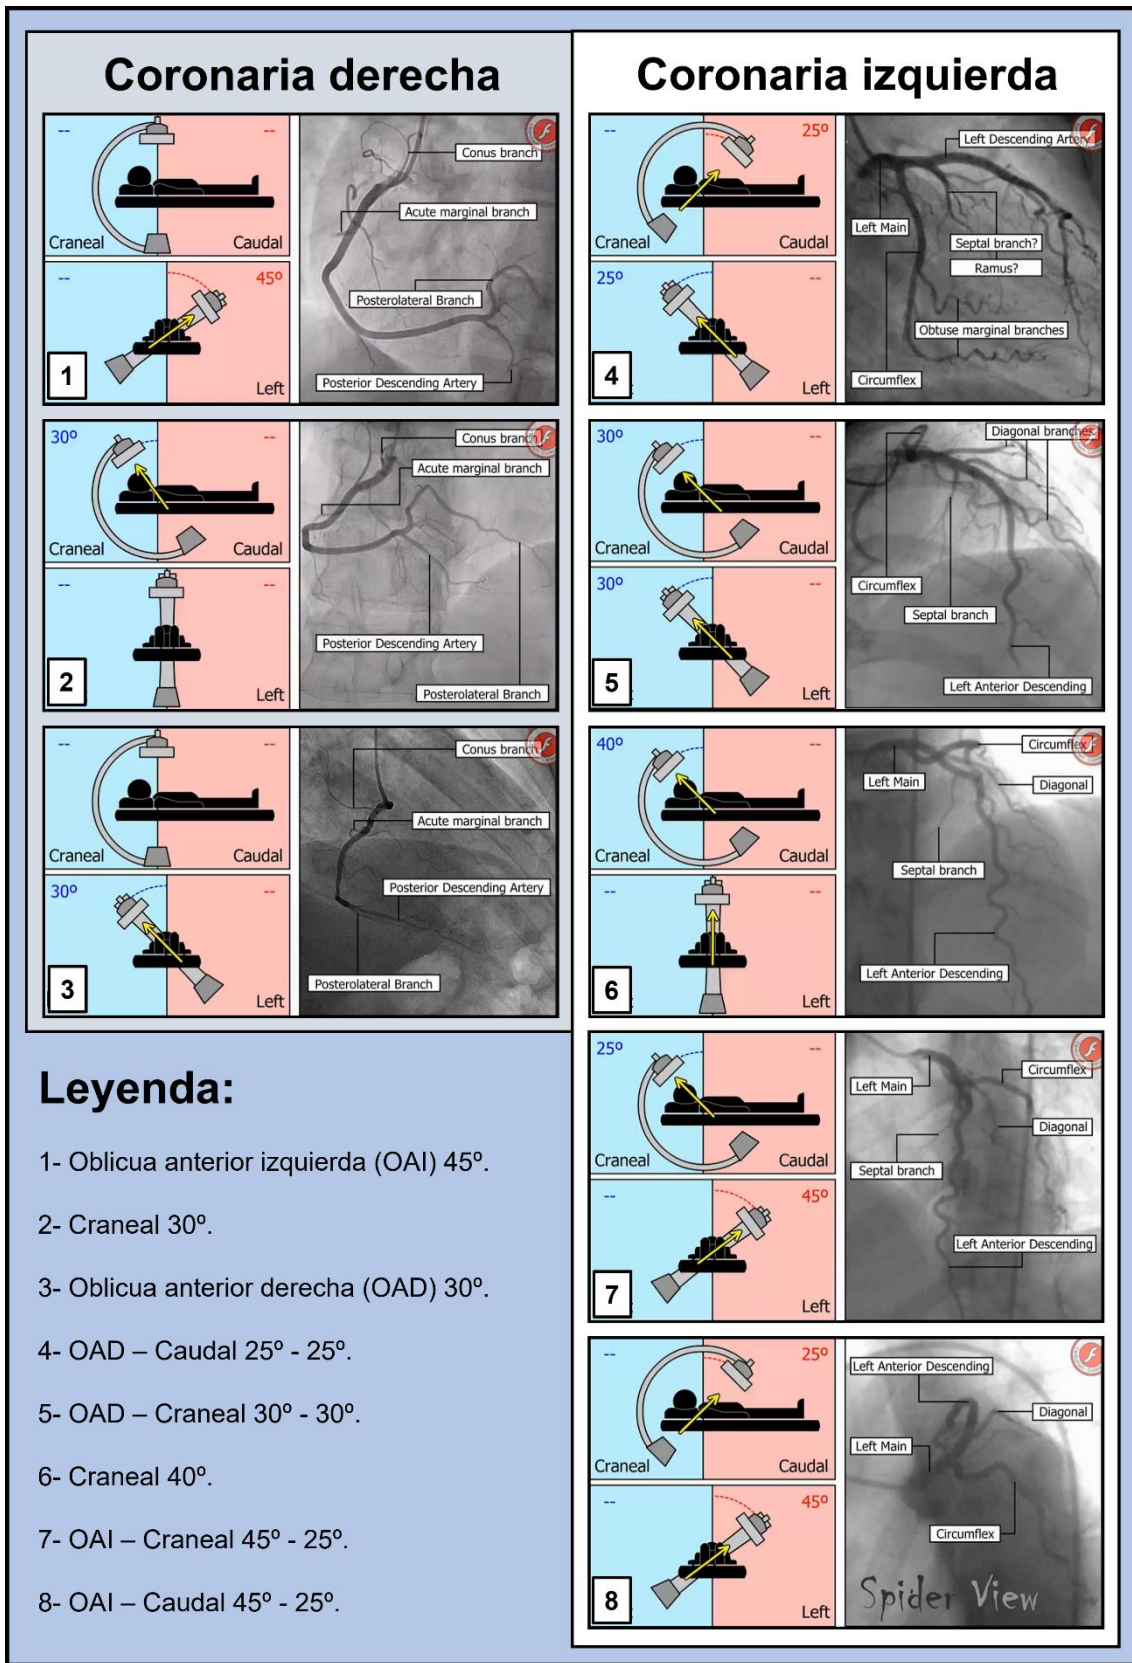 Coronaria derecha
--
--
Craneal
Caudal
--
45º
Left
1
Conus branch
Acute marginal branch
Posterolateral Branch
Posterior Descending Artery
30º
--
Craneal
Caudal
--
--
Left
2
Conus branch
Acute marginal branch
Posterior Descending Artery
Posterolateral Branch
--
--
Craneal
Caudal
30º
--
Left
3
Conus branch
Acute marginal branch
Posterior Descending Artery
Posterolateral Branch
Coronaria izquierda
--
25º
Craneal
Caudal
25º
--
Left
4
Left Descending Artery
Left Main
Septal branch?
Ramus?
Obtuse marginal branches
Circumflex
30º
--
Craneal
Caudal
30º
--
Left
5
Diagonal branches
Circumflex
Septal branch
Left Anterior Descending
40º
--
Craneal
Caudal
--
--
Left
6
Circumflex
Left Main
Diagonal
Septal branch
Left Anterior Descending
25º
--
Craneal
Caudal
--
45º
Left
7
Circumflex
Left Main
Diagonal
Septal branch
Left Anterior Descending
--
25º
Craneal
Caudal
--
45º
Left
8
Left Anterior Descending
Diagonal
Left Main
Circumflex
Spider View
Leyenda:
1- Oblicua anterior izquierda (OAI) 45º.
2- Craneal 30º.
3- Oblicua anterior derecha (OAD) 30º.
4- OAD – Caudal 25º - 25º.
5- OAD – Craneal 30º - 30º.
6- Craneal 40º.
7- OAI – Craneal 45º - 25º.
8- OAI – Caudal 45º - 25º.